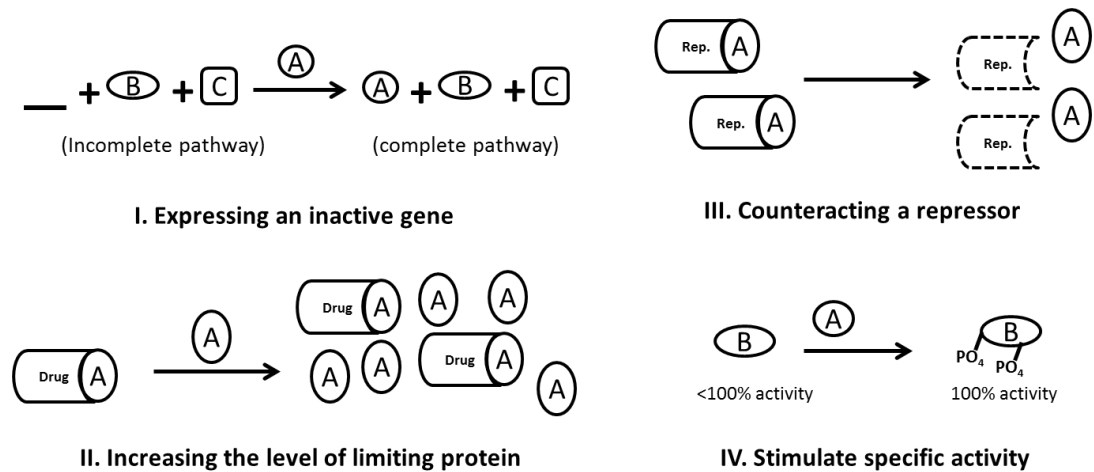 A
__ + B + C A + B + C
(Incomplete pathway) (complete pathway)
I. Expressing an inactive gene
Rep. A
Rep. A
Rep. A
Rep. A
III. Counteracting a repressor
Drug A
A
Drug A A A
A A Drug A A
II. Increasing the level of limiting protein
B
A
B
PO4 PO4
<100% activity 100% activity
IV. Stimulate specific activity